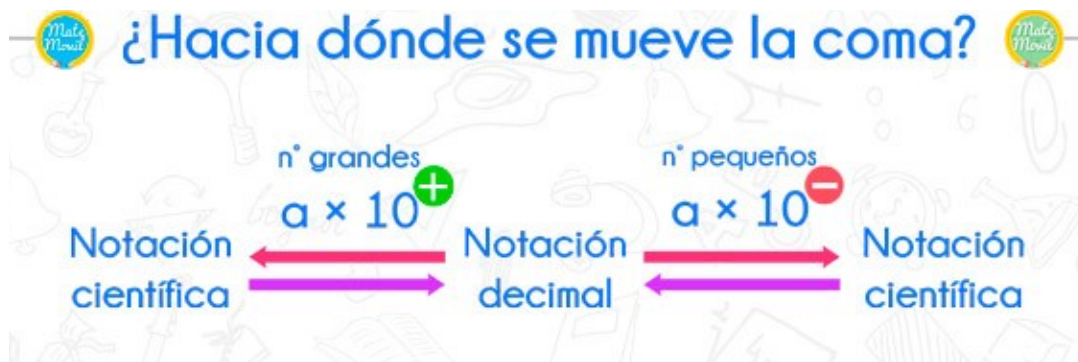 Mate
Movil
¿Hacia dónde se mueve la coma?
Mate
Movil
n° grandes
a × 10⁺
n° pequeños
a × 10⁻
Notación
científica
Notación
decimal
Notación
científica